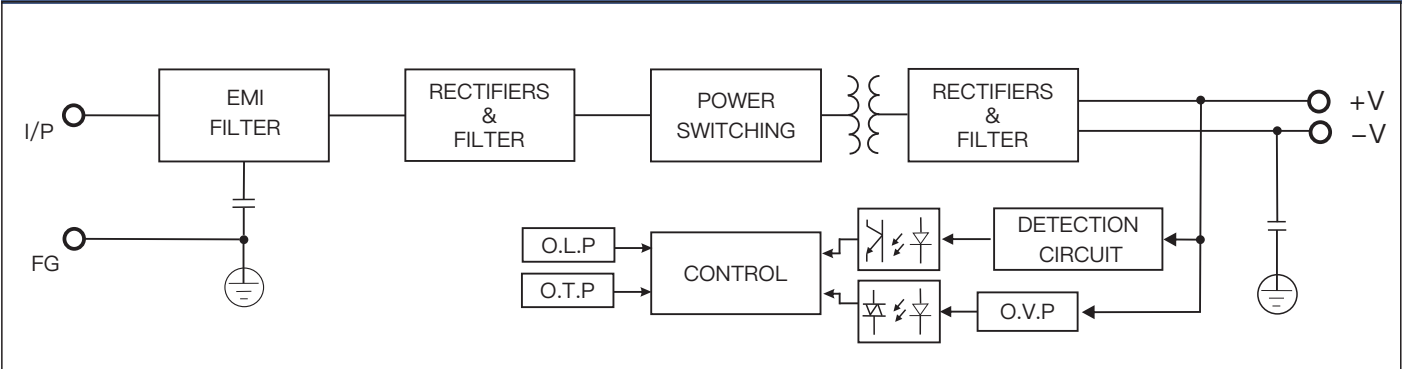 I/P
EMI
FILTER
RECTIFIERS
&
FILTER
POWER
SWITCHING
RECTIFIERS
&
FILTER
+V
−V
FG
O.L.P
O.T.P
CONTROL
DETECTION
CIRCUIT
O.V.P